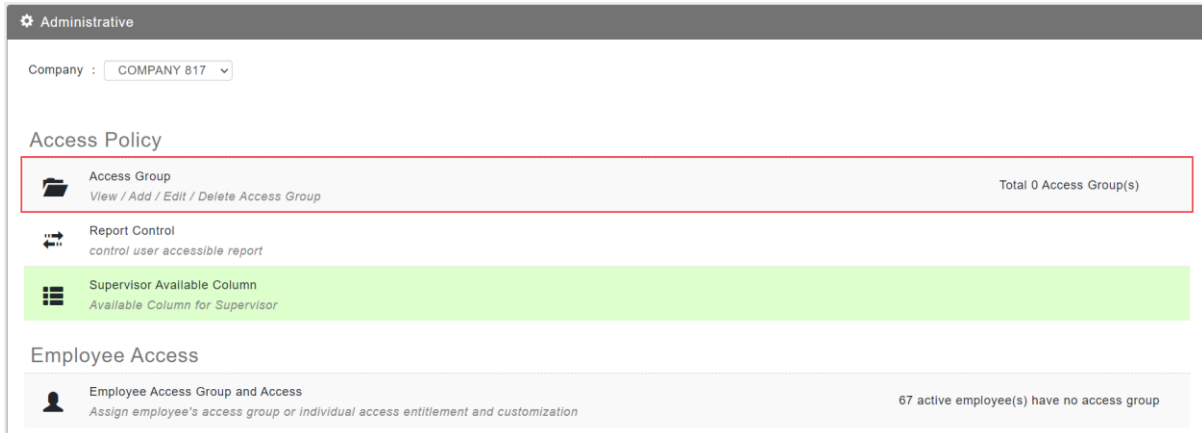 Administrative
Company : COMPANY 817
Access Policy
Access Group
View / Add / Edit / Delete Access Group
Total 0 Access Group(s)
Report Control
control user accessible report
Supervisor Available Column
Available Column for Supervisor
Employee Access
Employee Access Group and Access
Assign employee's access group or individual access entitlement and customization
67 active employee(s) have no access group